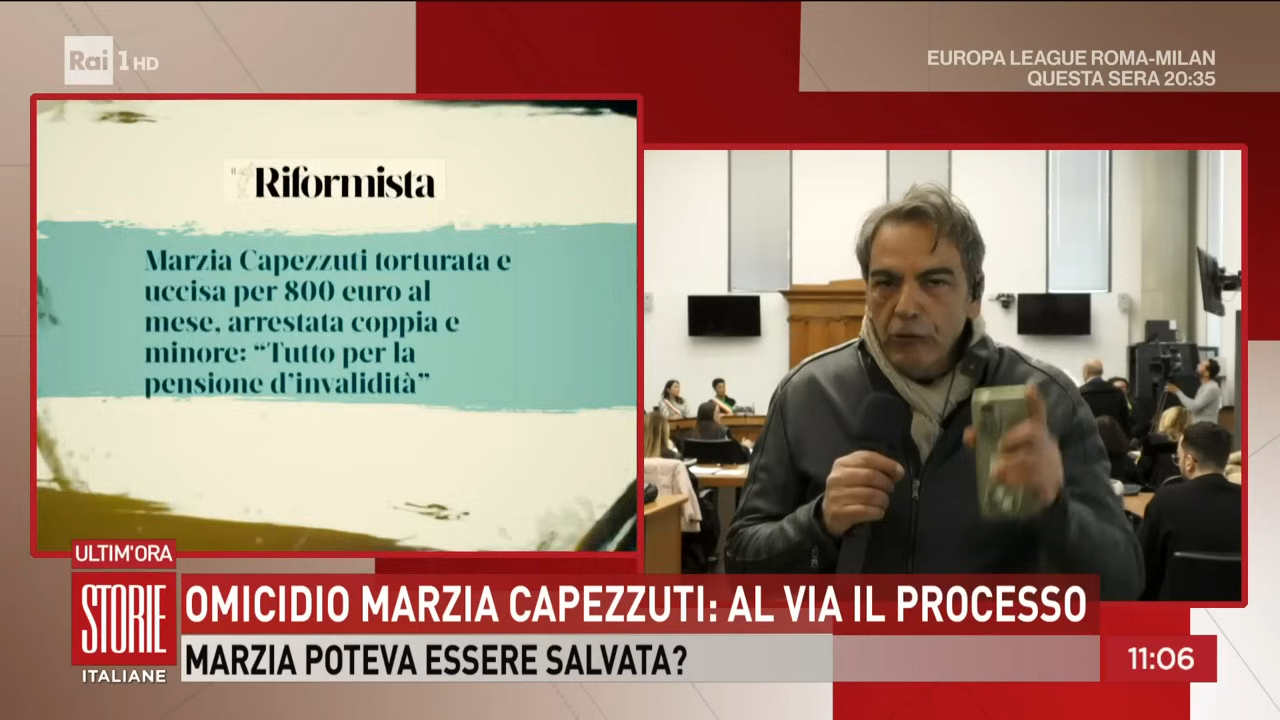 Rai 1 HD
EUROPA LEAGUE ROMA-MILAN
QUESTA SERA 20:35
Il Riformista
Marzia Capezzuti torturata e
uccisa per 800 euro al
mese, arrestata coppia e
minore: “Tutto per la
pensione d’invalidità”
ULTIM'ORA
STORIE
ITALIANE
OMICIDIO MARZIA CAPEZZUTI: AL VIA IL PROCESSO
MARZIA POTEVA ESSERE SALVATA?
11:06